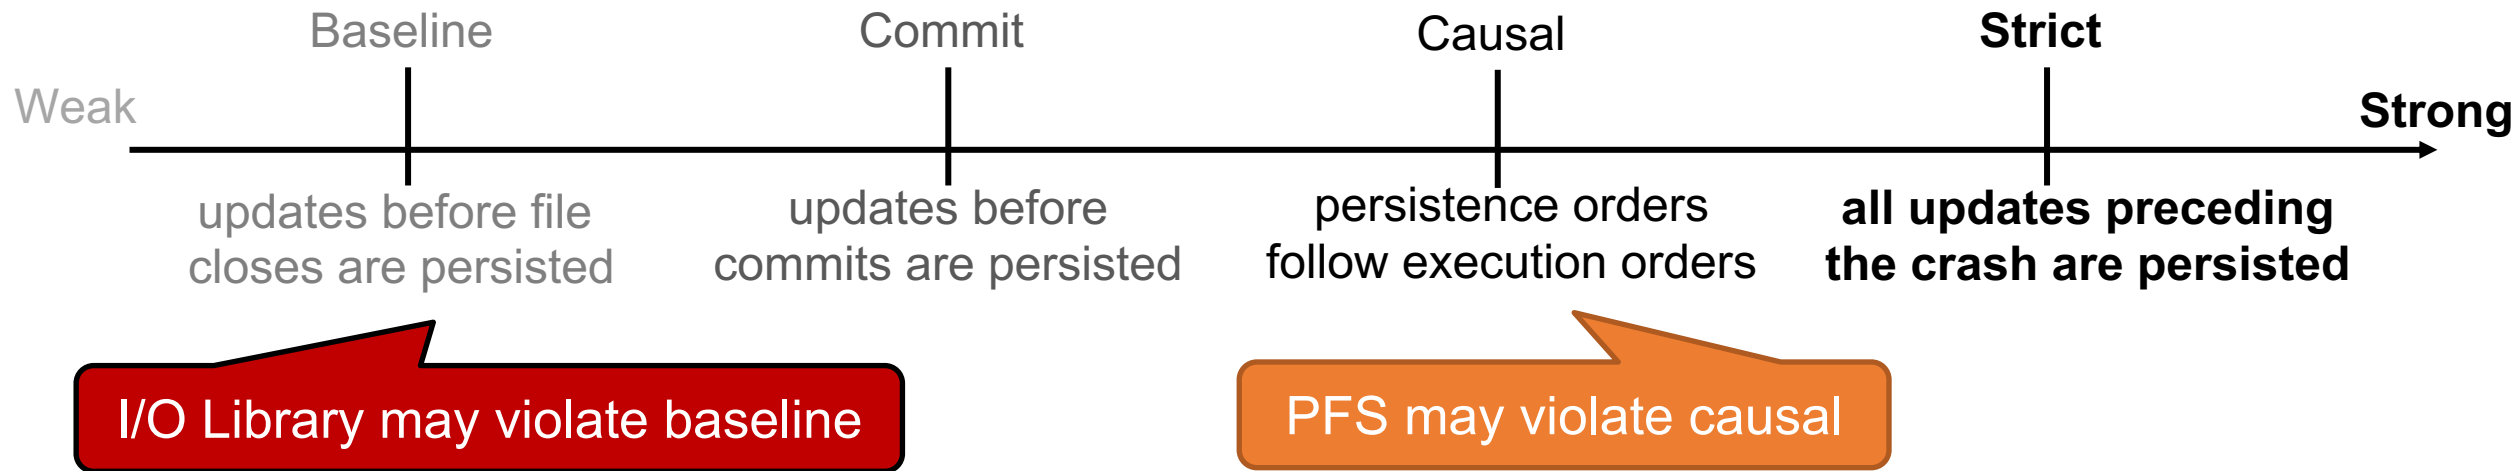 Baseline
Commit
Causal
Strict
Weak
Strong
updates before file
closes are persisted
updates before
commits are persisted
persistence orders
follow execution orders
all updates preceding
the crash are persisted
I/O Library may violate baseline
PFS may violate causal